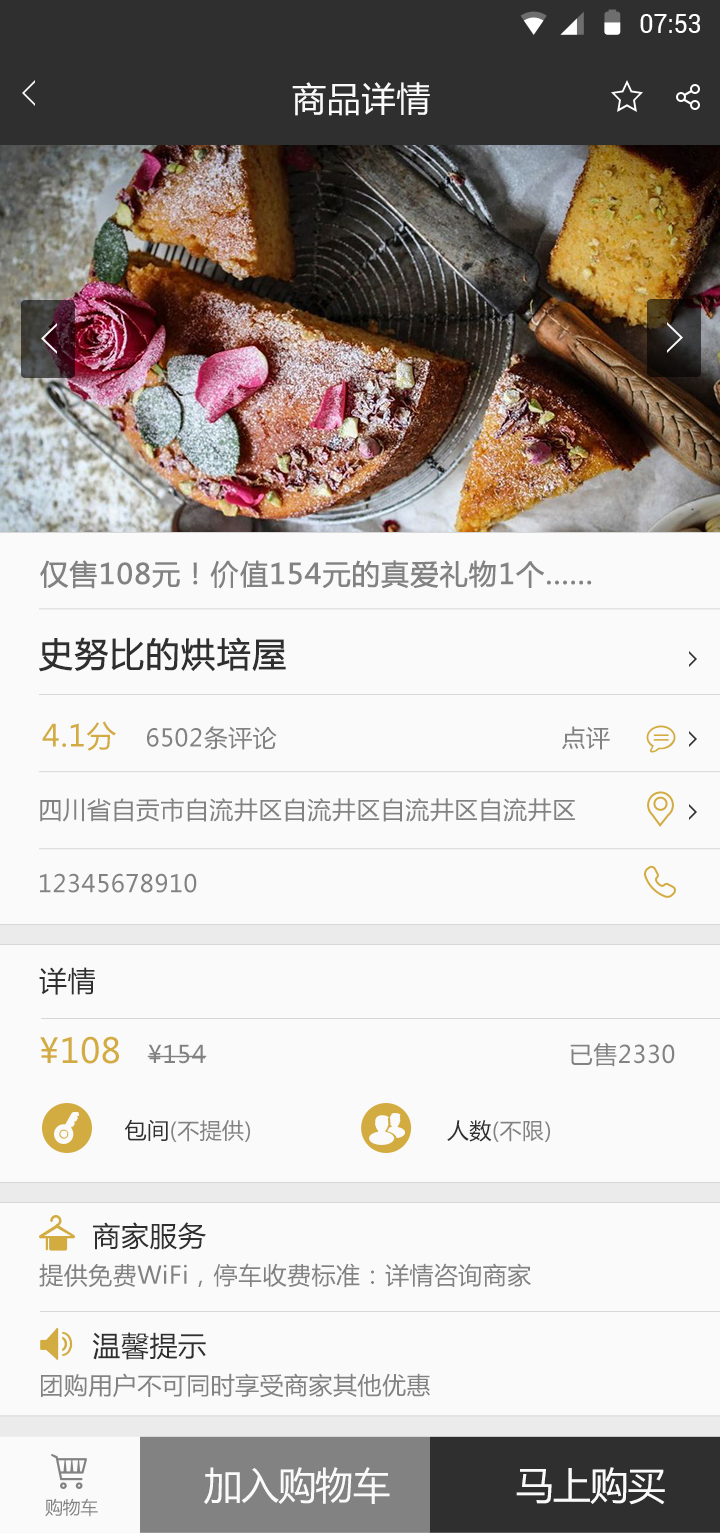 07:53
商品详情
仅售108元！价值154元的真爱礼物1个......
史努比的烘培屋
4.1分 6502条评论 点评
四川省自贡市自流井区自流井区自流井区自流井区
12345678910
详情
¥108 ¥154 已售2330
包间(不提供) 人数(不限)
商家服务
提供免费WiFi，停车收费标准：详情咨询商家
温馨提示
团购用户不可同时享受商家其他优惠
购物车 加入购物车 马上购买